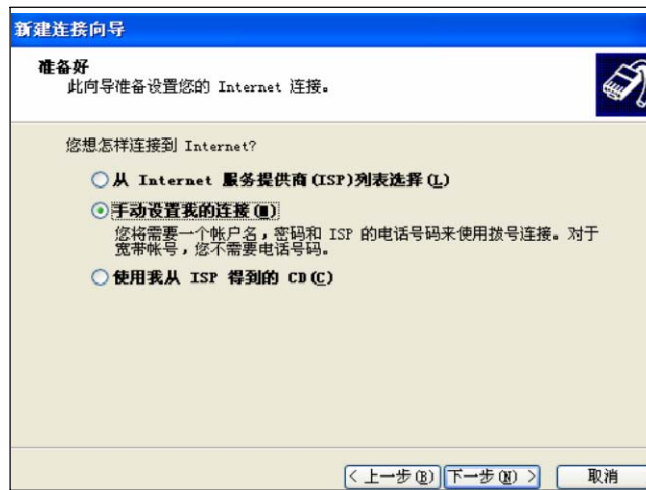 新建连接向导
准备好
此向导准备设置您的 Internet 连接。
您想怎样连接到 Internet?
从 Internet 服务提供商(ISP)列表选择(L)
手动设置我的连接(M)
您将需要一个帐户名，密码和 ISP 的电话号码来使用拨号连接。对于
宽带帐号，您不需要电话号码。
使用我从 ISP 得到的 CD(C)
< 上一步(B) 下一步(N) > 取消